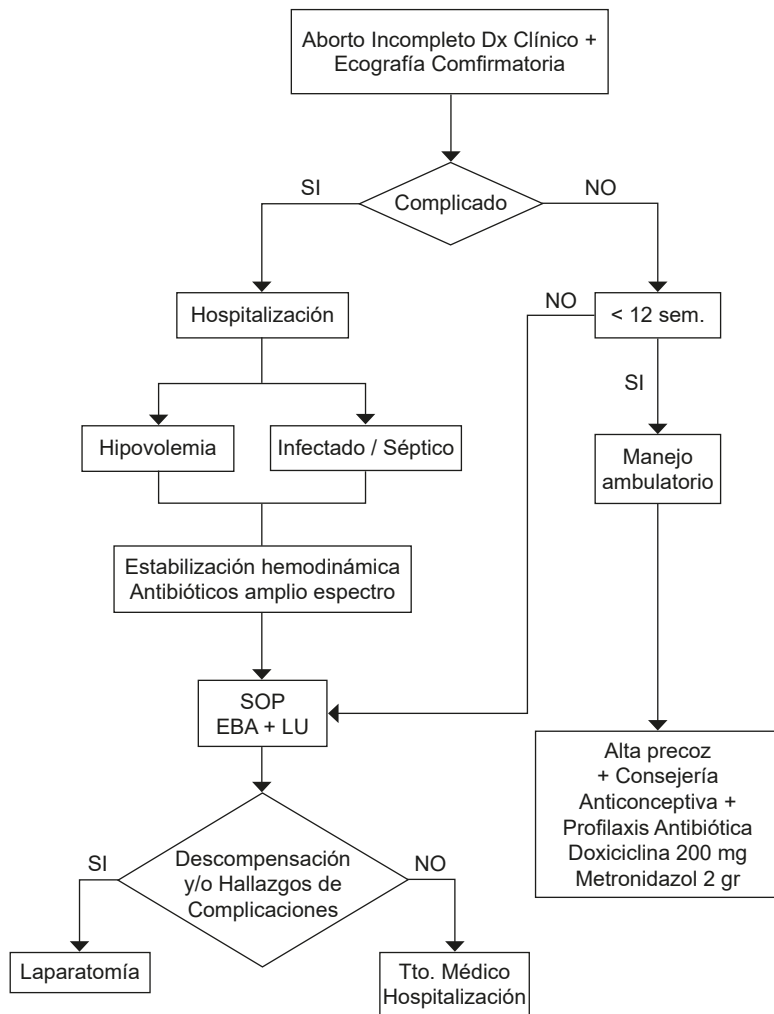 Aborto Incompleto Dx Clínico +
Ecografía Comfirmatoria
SI
NO
Complicado
Hospitalización
NO
< 12 sem.
SI
Hipovolemia
Infectado / Séptico
Manejo
ambulatorio
Estabilización hemodinámica
Antibióticos amplio espectro
SOP
EBA + LU
Alta precoz
+ Consejería
Anticonceptiva +
Profilaxis Antibiótica
Doxiciclina 200 mg
Metronidazol 2 gr
SI
NO
Descompensación
y/o Hallazgos de
Complicaciones
Laparatomía
Tto. Médico
Hospitalización